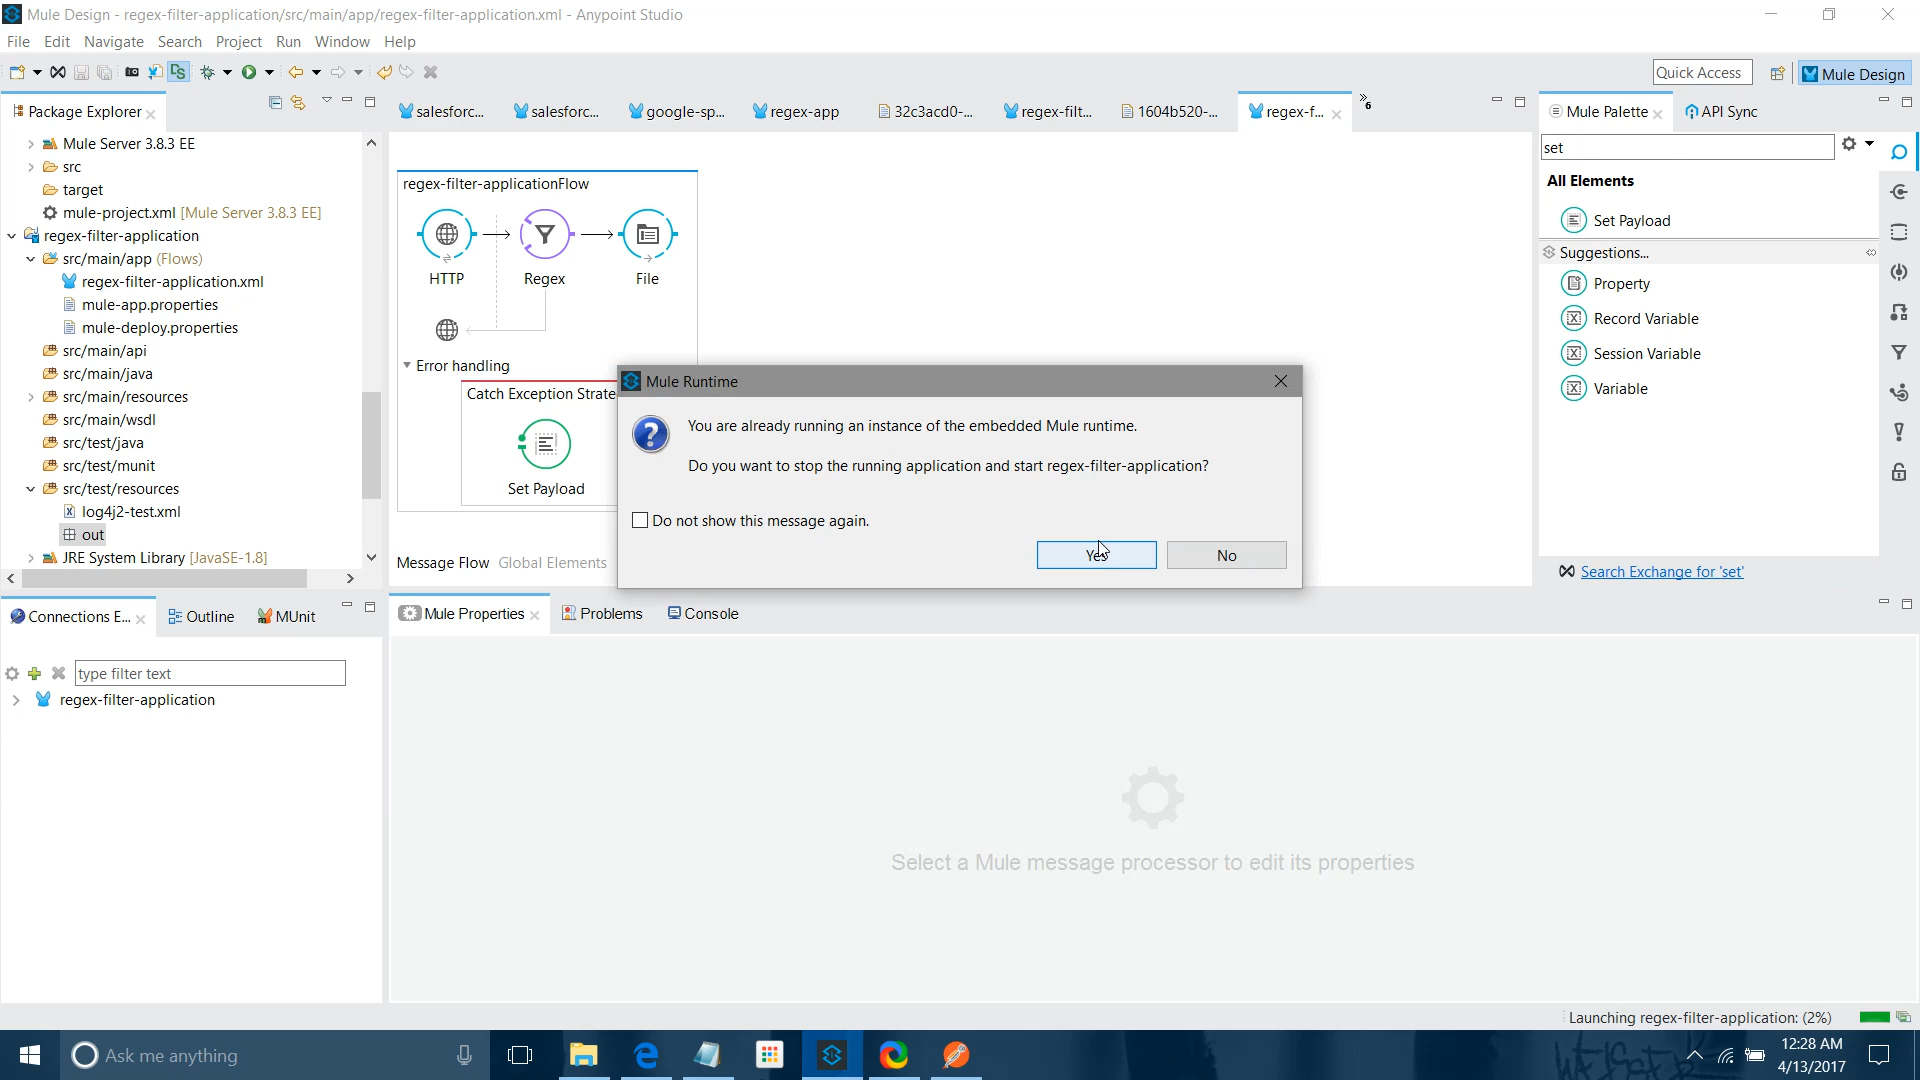 Mule Design - regex-filter-application/src/main/app/regex-filter-application.xml - Anypoint Studio
File Edit Navigate Search Project Run Window Help
Quick Access
Mule Design
Package Explorer
salesforc...
salesforc...
google-sp...
regex-app
32c3acd0-...
regex-filt...
1604b520-...
regex-f...
6
Mule Palette
API Sync
Mule Server 3.8.3 EE
src
target
mule-project.xml [Mule Server 3.8.3 EE]
regex-filter-application
src/main/app (Flows)
regex-filter-application.xml
mule-app.properties
mule-deploy.properties
src/main/api
src/main/java
src/main/resources
src/main/wsdl
src/test/java
src/test/munit
src/test/resources
log4j2-test.xml
out
JRE System Library [JavaSE-1.8]
regex-filter-applicationFlow
HTTP
Regex
File
Error handling
Catch Exception Strate
Set Payload
Message Flow Global Elements
Mule Runtime
You are already running an instance of the embedded Mule runtime.
Do you want to stop the running application and start regex-filter-application?
Do not show this message again.
Yes
No
set
All Elements
Set Payload
Suggestions...
Property
Record Variable
Session Variable
Variable
Search Exchange for 'set'
Connections E...
Outline
MUnit
type filter text
regex-filter-application
Mule Properties
Problems
Console
Select a Mule message processor to edit its properties
Launching regex-filter-application: (2%)
Ask me anything
12:28 AM
4/13/2017